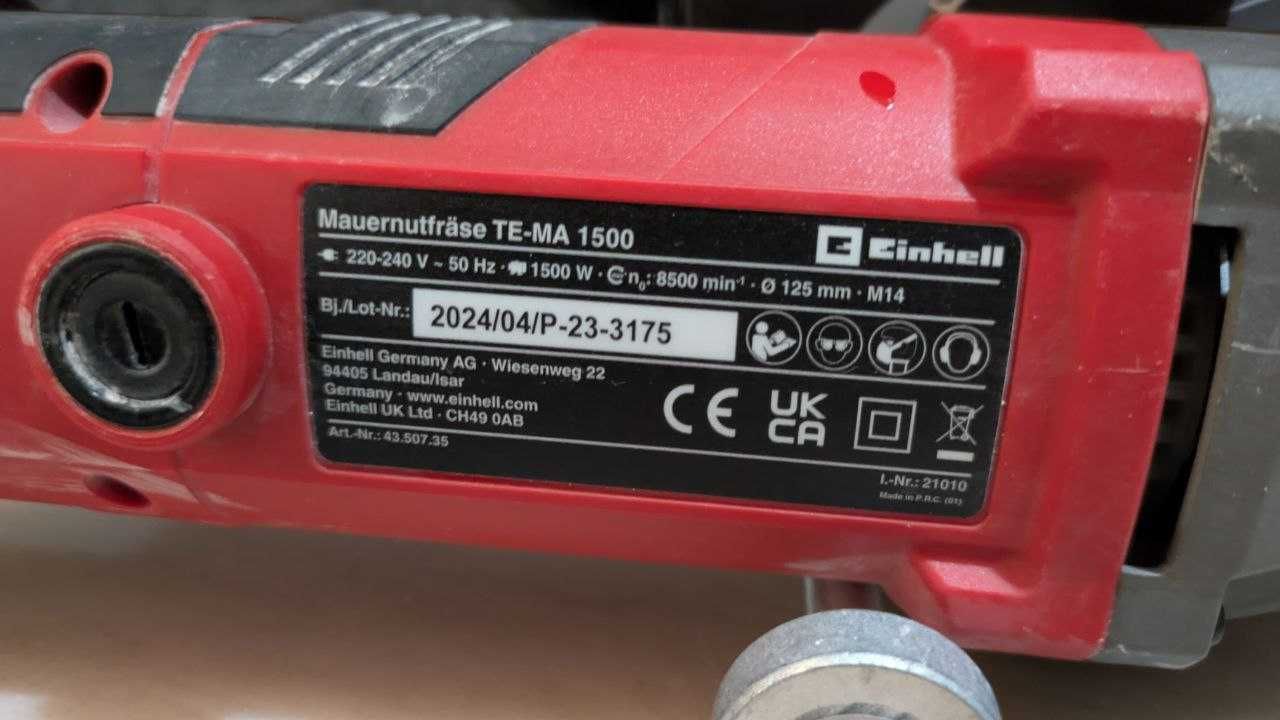 Mauernutfräse TE-MA 1500
Einhell
220-240 V ~ 50 Hz · 1500 W · n₀: 8500 min⁻¹ · Ø 125 mm · M14
Bj./Lot-Nr.: 2024/04/P-23-3175
Einhell Germany AG · Wiesenweg 22
94405 Landau/Isar
Germany · www.einhell.com
Einhell UK Ltd · CH49 0AB
CE
UK
CA
Art.-Nr.: 43.507.35
I.-Nr.: 21010
Made in P.R.C. (01)